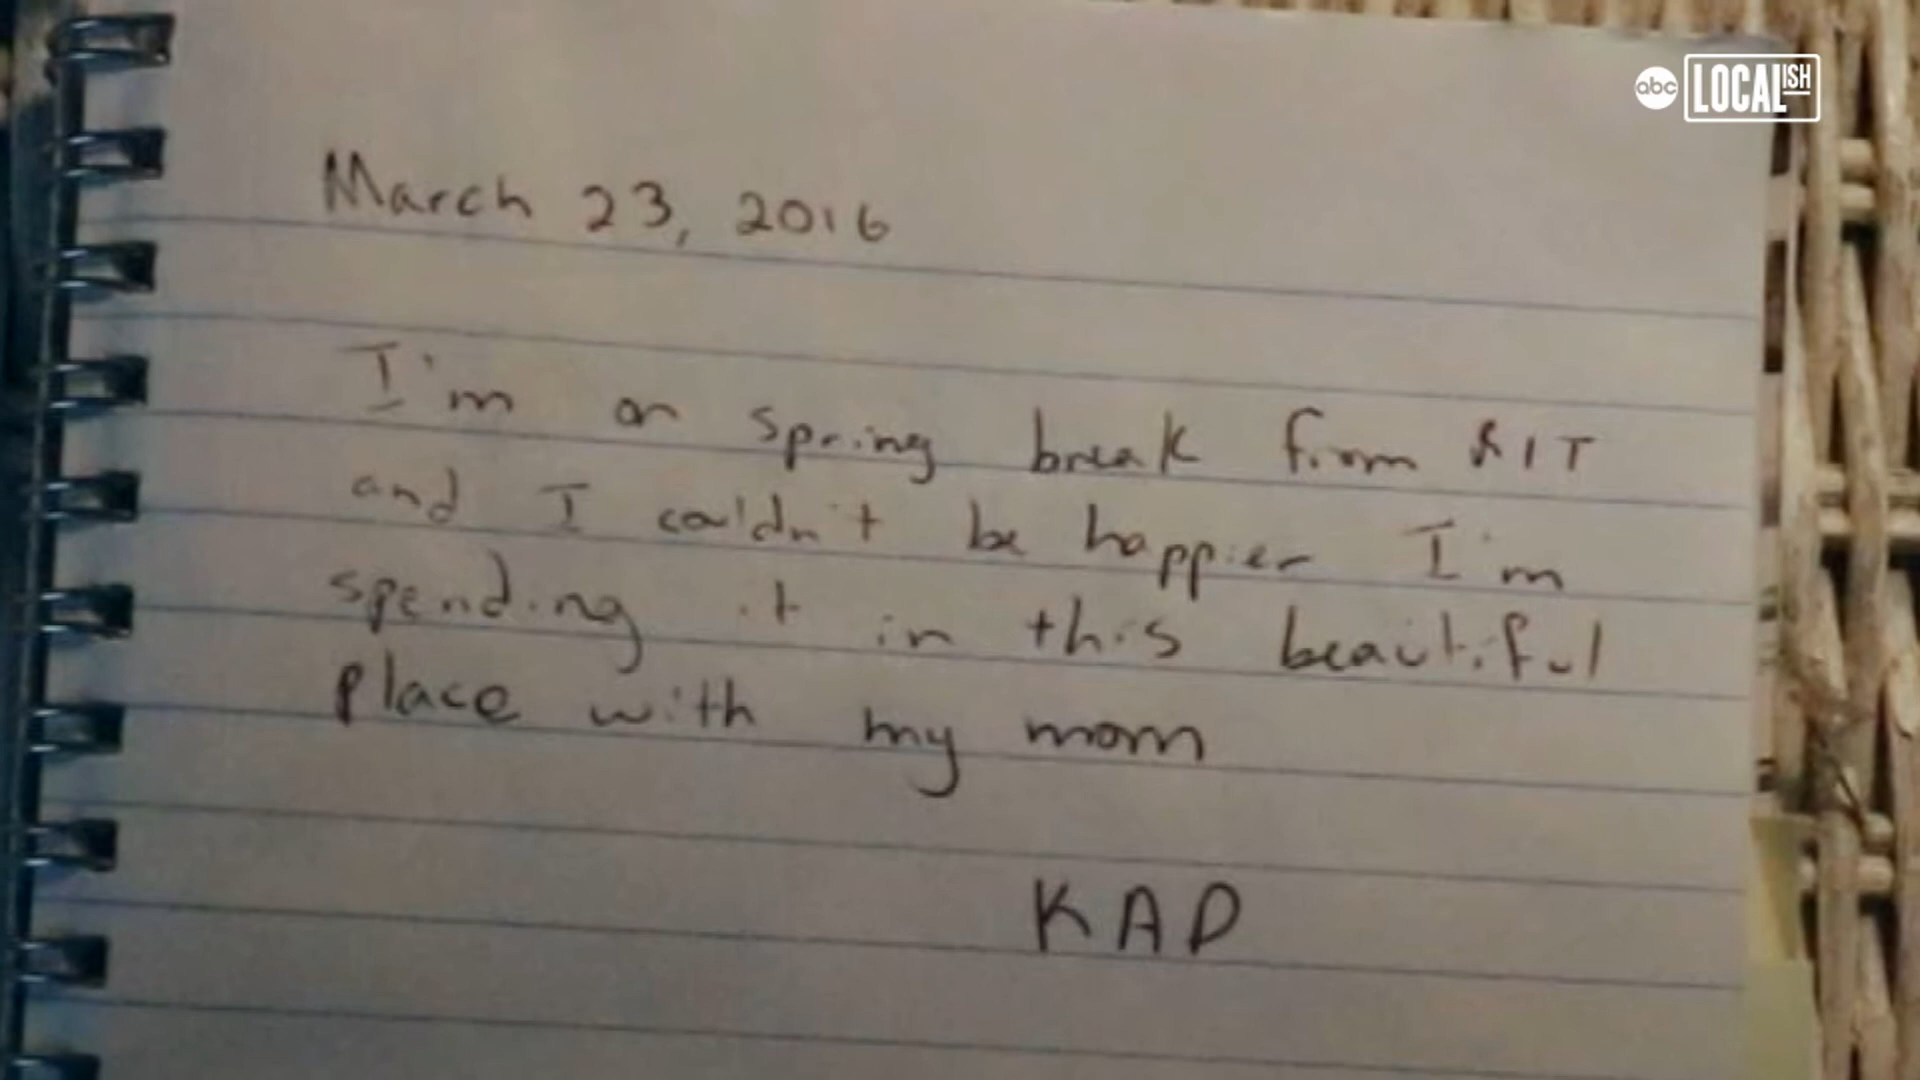 abc LOCALISH
March 23, 2016
I'm on spring break from RIT
and I couldn't be happier I'm
spending it in this beautiful
place with my mom
KAD